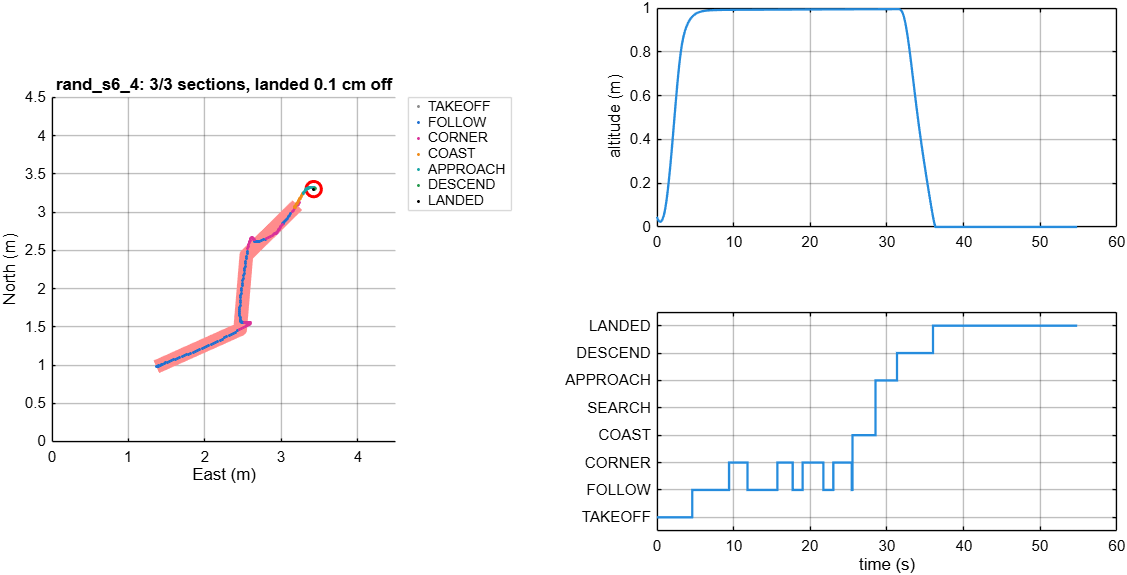 rand_s6_4: 3/3 sections, landed 0.1 cm off
4.5
4
3.5
3
2.5
2
1.5
1
0.5
0
North (m)
0 1 2 3 4
East (m)
TAKEOFF
FOLLOW
CORNER
COAST
APPROACH
DESCEND
LANDED
1
0.8
0.6
0.4
0.2
0
altitude (m)
0 10 20 30 40 50 60
LANDED
DESCEND
APPROACH
SEARCH
COAST
CORNER
FOLLOW
TAKEOFF
0 10 20 30 40 50 60
time (s)